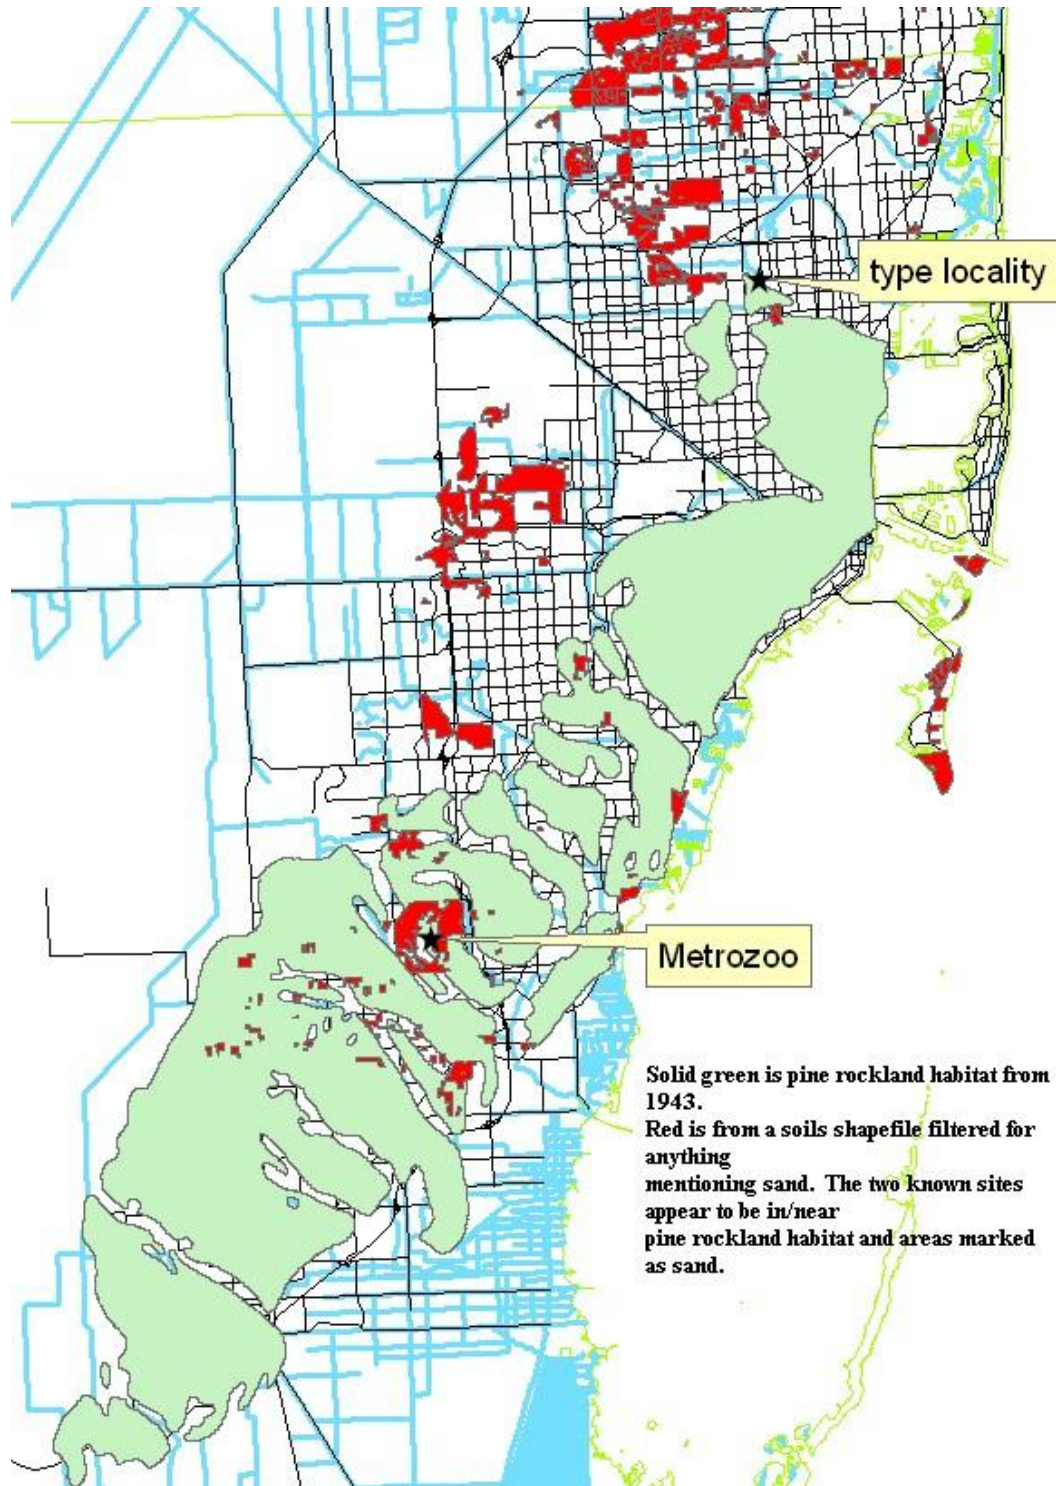 type locality
Metrozoo
Solid green is pine rockland habitat from
1943.
Red is from a soils shapefile filtered for
anything
mentioning sand.  The two known sites
appear to be in/near
pine rockland habitat and areas marked
as sand.